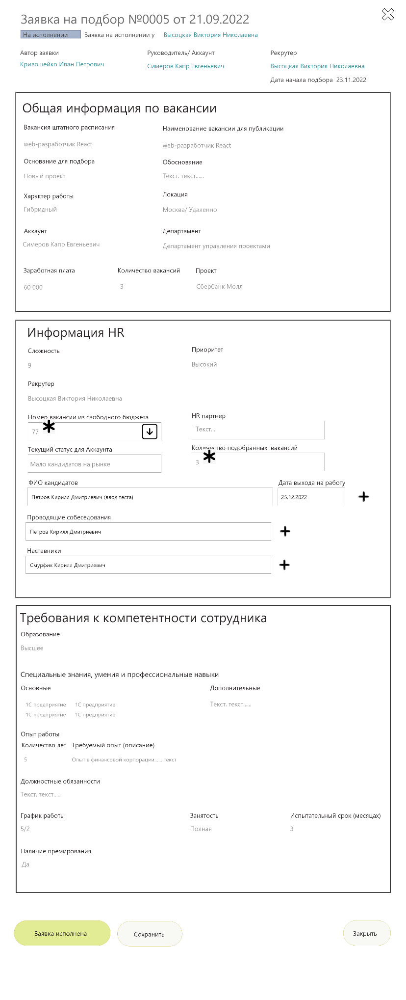 Заявка на подбор №0005 от 21.09.2022
На исполнении Заявка на исполнении у Высоцкая Виктория Николаевна
Автор заявки Руководитель/ Аккаунт Рекрутер
Кривошейко Иван Петрович Симеров Капр Евгеньевич Высоцкая Виктория Николаевна
Дата начала подбора 23.11.2022
Общая информация по вакансии
Вакансия штатного расписания Наименование вакансии для публикации
web-разработчик React web-разработчик React
Основание для подбора Обоснование
Новый проект Текст. текст......
Характер работы Локация
Гибридный Москва/ Удаленно
Аккаунт Департамент
Симеров Капр Евгеньевич Департамент управления проектами
Заработная плата Количество вакансий Проект
60 000 3 Сбербанк Молл
Информация HR
Сложность Приоритет
9 Высокий
Рекрутер
Высоцкая Виктория Николаевна
Номер вакансии из свободного бюджета HR партнер
77 Текст...
Текущий статус для Аккаунта Количество подобранных вакансий
Мало кандидатов на рынке 3
ФИО кандидатов Дата выхода на работу
Петров Кирилл Дмитриевич (ввод теста) 25.12.2022
Проводящие собеседования
Петров Кирилл Дмитриевич
Наставники
Смурфик Кирилл Дмитриевич
Требования к компетентности сотрудника
Образование
Высшее
Специальные знания, умения и профессиональные навыки
Основные Дополнительные
1С предприятие 1С предприятие Текст. текст......
1С предприятие 1С предприятие
Опыт работы
Количество лет Требуемый опыт (описание)
5 Опыт в финансовой корпорации...... текст
Должностные обязанности
Текст. текст......
График работы Занятость Испытательный срок (месяцах)
5/2 Полная 3
Наличие премирования
Да
Заявка исполнена Сохранить Закрыть